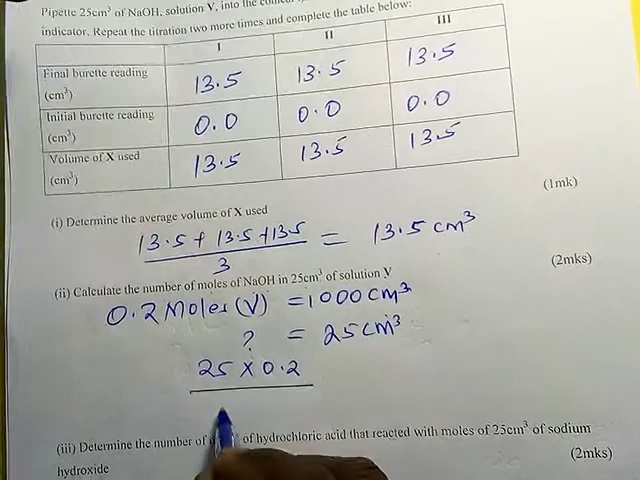 Pipette 25cm³ of NaOH, solution V, into the
indicator. Repeat the titration two more times and complete the table below:
I II III
Final burette reading (cm³) 13.5 13.5 13.5
Initial burette reading (cm³) 0.0 0.0 0.0
Volume of X used (cm³) 13.5 13.5 13.5
(1mk)
(i) Determine the average volume of X used
13.5 + 13.5 + 13.5 = 13.5 cm³
3
(ii) Calculate the number of moles of NaOH in 25cm³ of solution V
(2mks)
0.2 Moles (V) = 1000 cm³
? = 25 cm³
25 X 0.2
(iii) Determine the number of of hydrochloric acid that reacted with moles of 25cm³ of sodium
hydroxide
(2mks)